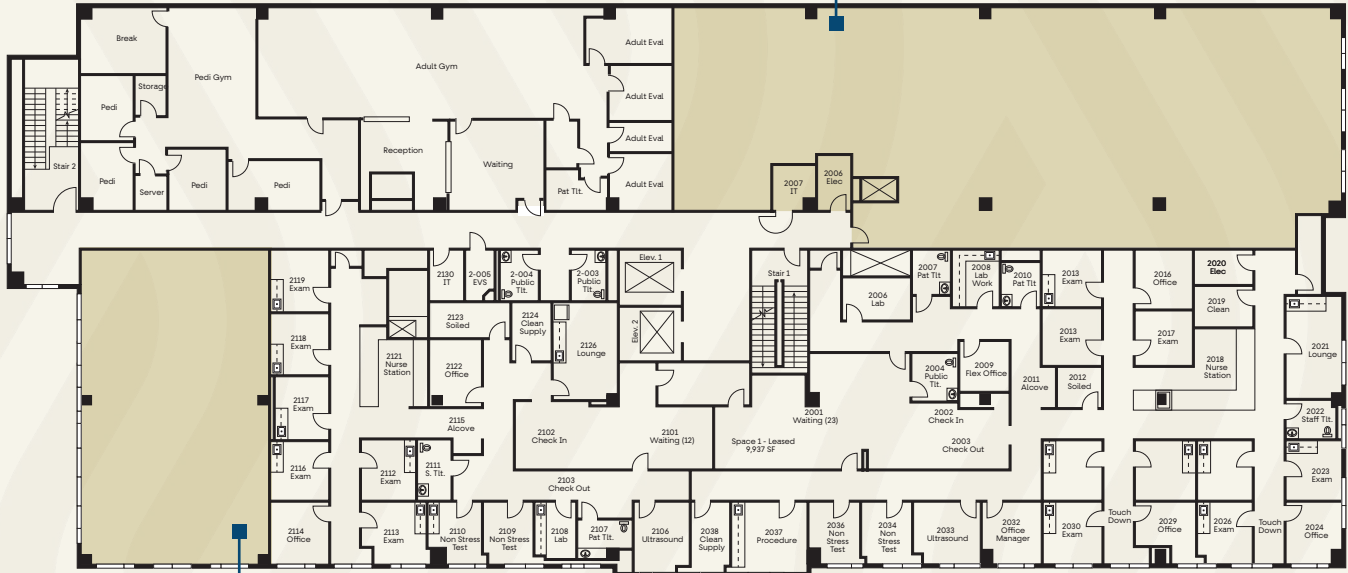 Break
Pedi Gym
Storage
Pedi
Stair 2
Pedi
Server
Pedi
Pedi
Adult Gym
Reception
Waiting
Pat Tlt.
Adult Eval
Adult Eval
Adult Eval
Adult Eval
2007
IT
2006
Elec
2119
Exam
2118
Exam
2117
Exam
2116
Exam
2114
Office
2121
Nurse
Station
2130
IT
2-005
EVS
2-004
Public
Tlt.
2-003
Public
Tlt.
2123
Soiled
2124
Clean
Supply
2122
Office
2126
Lounge
2115
Alcove
2112
Exam
2111
S. Tlt.
2113
Exam
2110
Non Stress
Test
2109
Non Stress
Test
2108
Lab
2107
Pat Tlt.
2106
Ultrasound
2038
Clean
Supply
2037
Procedure
2102
Check In
2101
Waiting (12)
2103
Check Out
Elev. 1
Elev. 2
Stair 1
Space 1 - Leased
9,937 SF
2001
Waiting (23)
2002
Check In
2003
Check Out
2006
Lab
2007
Pat Tlt
2008
Lab
Work
2010
Pat Tlt
2004
Public
Tlt.
2009
Flex Office
2013
Exam
2013
Exam
2011
Alcove
2012
Soiled
2016
Office
2017
Exam
2020
Elec
2019
Clean
2018
Nurse
Station
2021
Lounge
2022
Staff Tlt.
2023
Exam
2024
Office
2036
Non
Stress
Test
2034
Non
Stress
Test
2033
Ultrasound
2032
Office
Manager
2030
Exam
Touch
Down
2029
Office
2026
Exam
Touch
Down